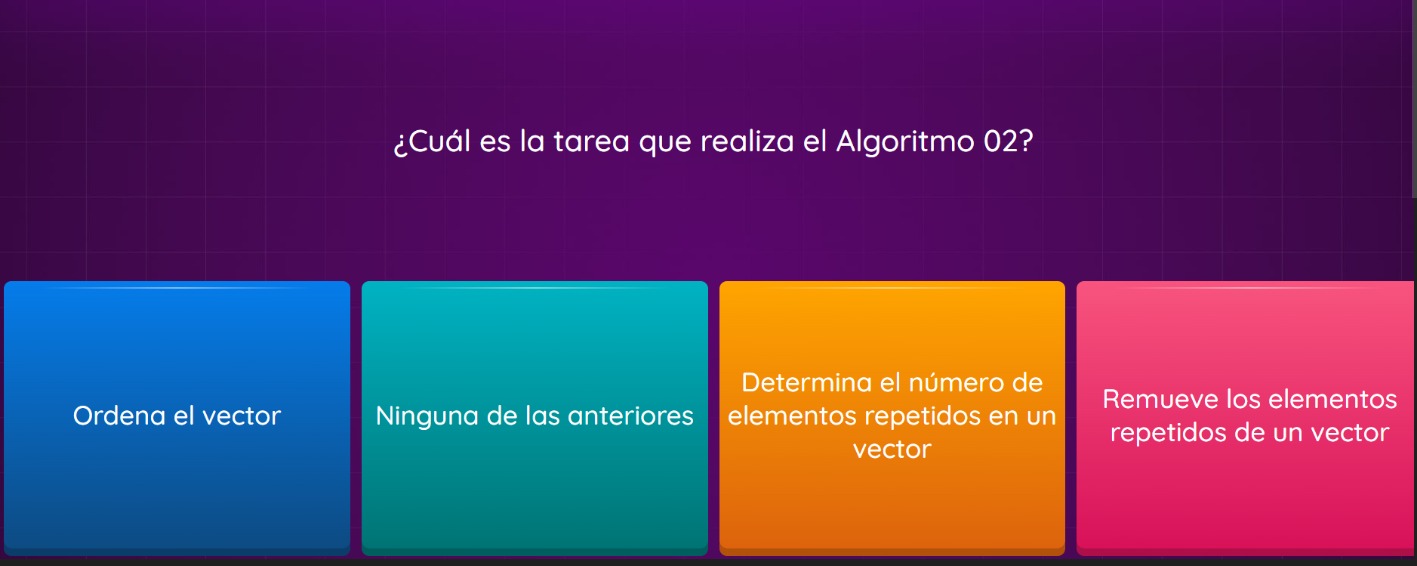 ¿Cuál es la tarea que realiza el Algoritmo 02?
Ordena el vector
Ninguna de las anteriores
Determina el número de
elementos repetidos en un
vector
Remueve los elementos
repetidos de un vector